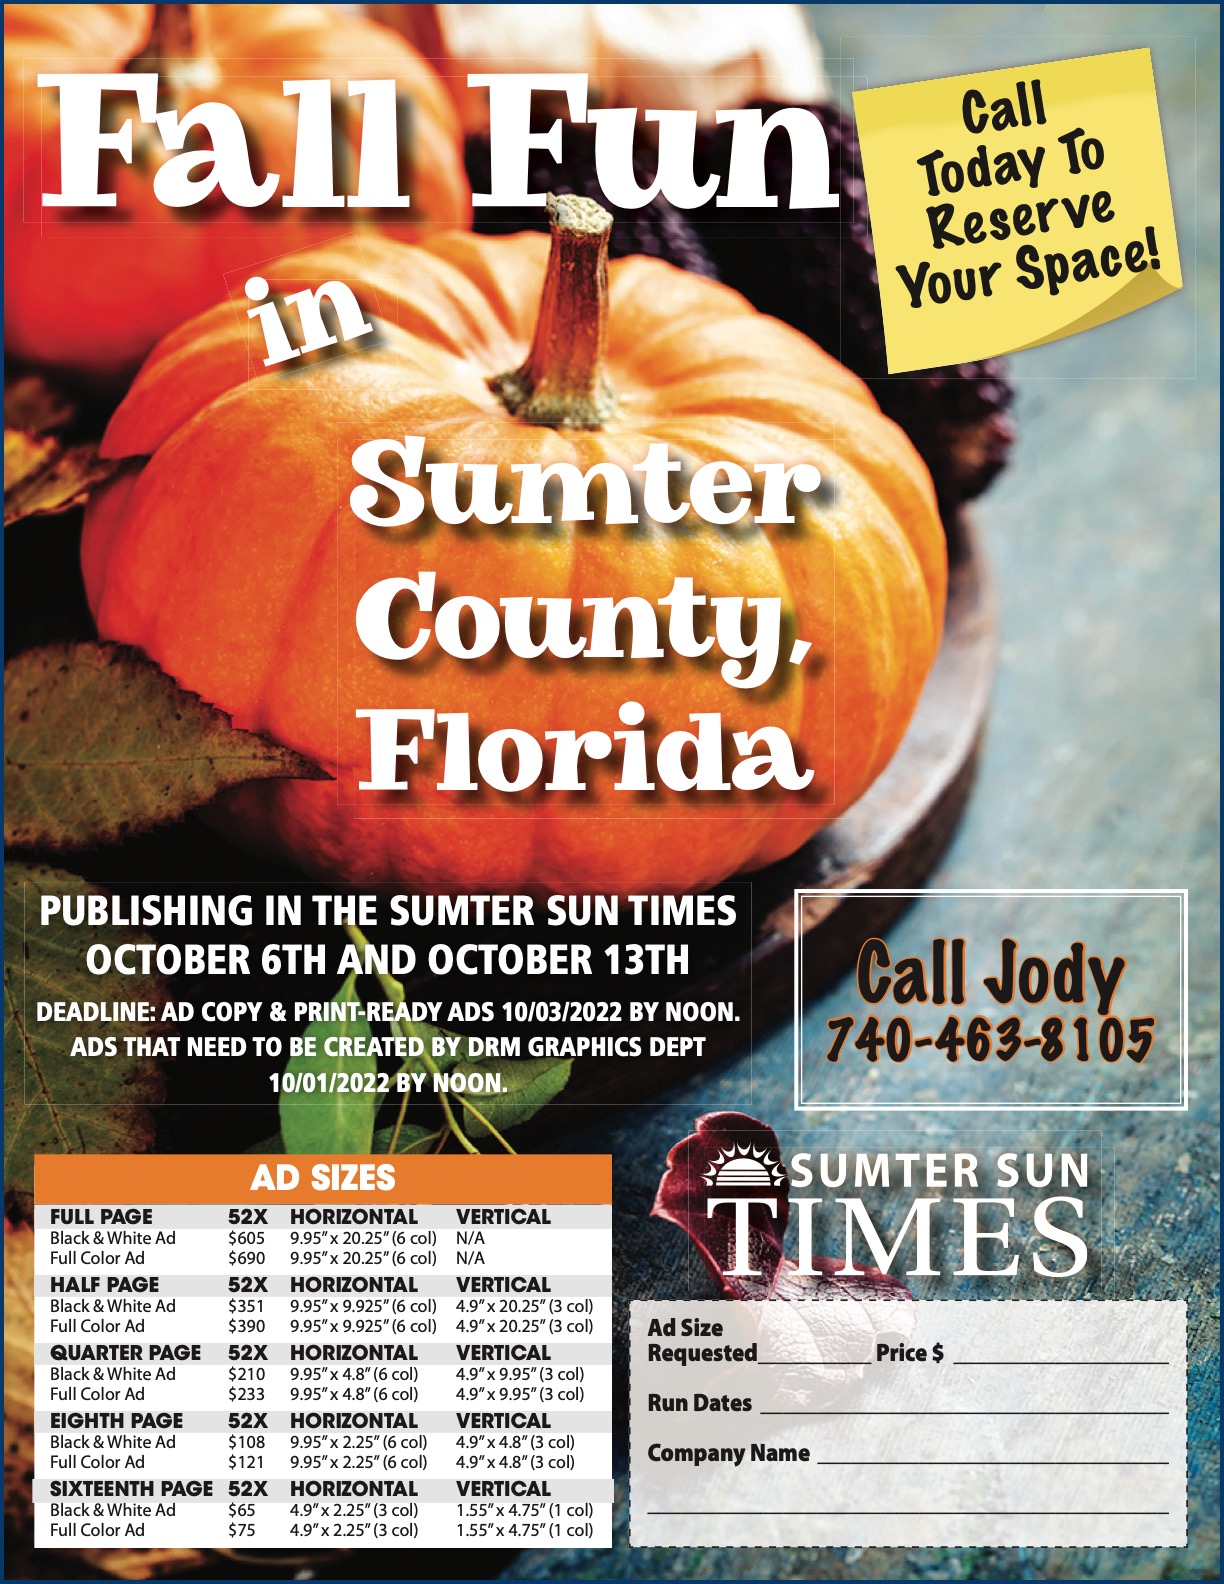 Fall Fun
in
Sumter
County,
Florida
Call
Today To
Reserve
Your Space!
PUBLISHING IN THE SUMTER SUN TIMES
OCTOBER 6TH AND OCTOBER 13TH
DEADLINE: AD COPY & PRINT-READY ADS 10/03/2022 BY NOON.
ADS THAT NEED TO BE CREATED BY DRM GRAPHICS DEPT
10/01/2022 BY NOON.
Call Jody
740-463-8105
AD SIZES
FULL PAGE 52X HORIZONTAL VERTICAL
Black & White Ad $605 9.95" x 20.25" (6 col) N/A
Full Color Ad $690 9.95" x 20.25" (6 col) N/A
HALF PAGE 52X HORIZONTAL VERTICAL
Black & White Ad $351 9.95" x 9.925" (6 col) 4.9" x 20.25" (3 col)
Full Color Ad $390 9.95" x 9.925" (6 col) 4.9" x 20.25" (3 col)
QUARTER PAGE 52X HORIZONTAL VERTICAL
Black & White Ad $210 9.95" x 4.8" (6 col) 4.9" x 9.95" (3 col)
Full Color Ad $233 9.95" x 4.8" (6 col) 4.9" x 9.95" (3 col)
EIGHTH PAGE 52X HORIZONTAL VERTICAL
Black & White Ad $108 9.95" x 2.25" (6 col) 4.9" x 4.8" (3 col)
Full Color Ad $121 9.95" x 2.25" (6 col) 4.9" x 4.8" (3 col)
SIXTEENTH PAGE 52X HORIZONTAL VERTICAL
Black & White Ad $65 4.9" x 2.25" (3 col) 1.55" x 4.75" (1 col)
Full Color Ad $75 4.9" x 2.25" (3 col) 1.55" x 4.75" (1 col)
SUMTER SUN
TIMES
Ad Size
Requested__________ Price $ ____________________
Run Dates ____________________
Company Name ____________________